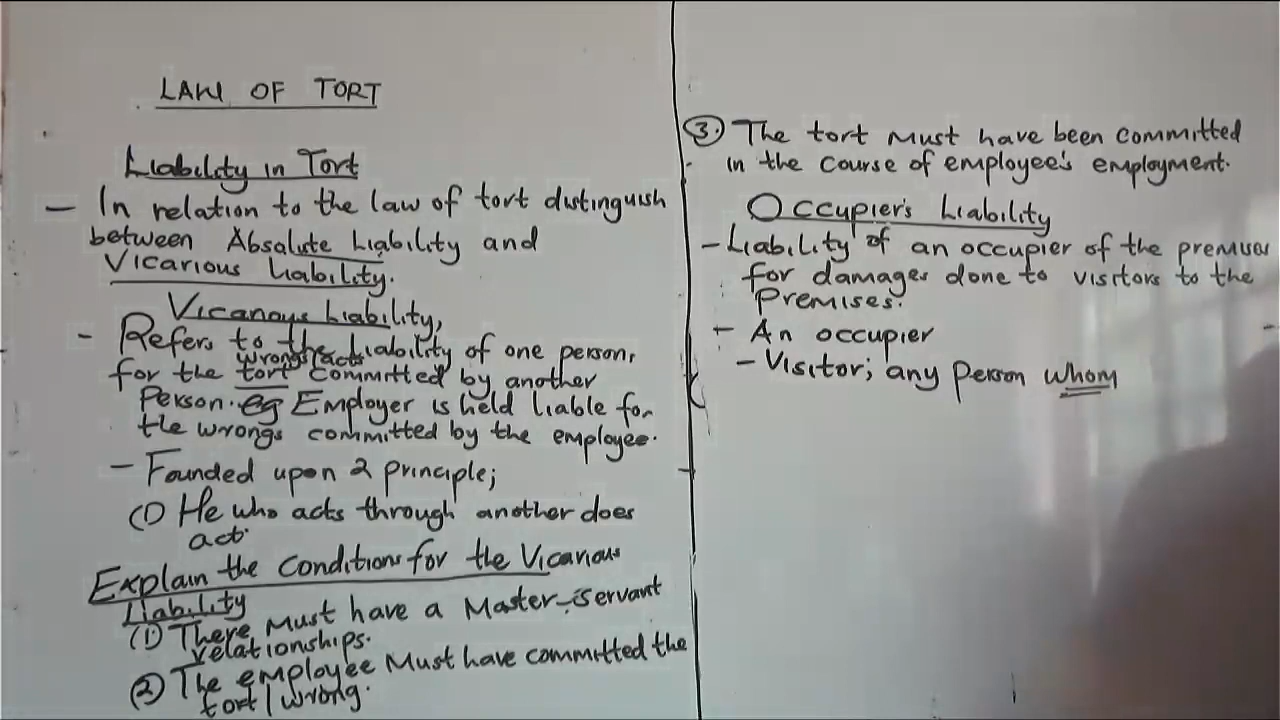 LAW OF TORT
Liability in Tort
- In relation to the law of tort distinguish
between Absolute Liability and
Vicarious Liability.
Vicarious Liability,
- Refers to the Liability of one person,
wrongs/acts
for the tort committed by another
Person. eg Employer is held liable for
the wrongs committed by the employee.
- Founded upon 2 principle;
(1) He who acts through another does
act.
Explain the Conditions for the Vicarious
Liability
(1) There Must have a Master-Servant
relationships.
(2) The employee Must have committed the
tort/wrong.
(3) The tort Must have been committed
in the course of employee's employment.
Occupier's Liability
- Liability of an occupier of the premises
for damages done to visitors to the
Premises.
- An occupier
- Visitor; any person whom